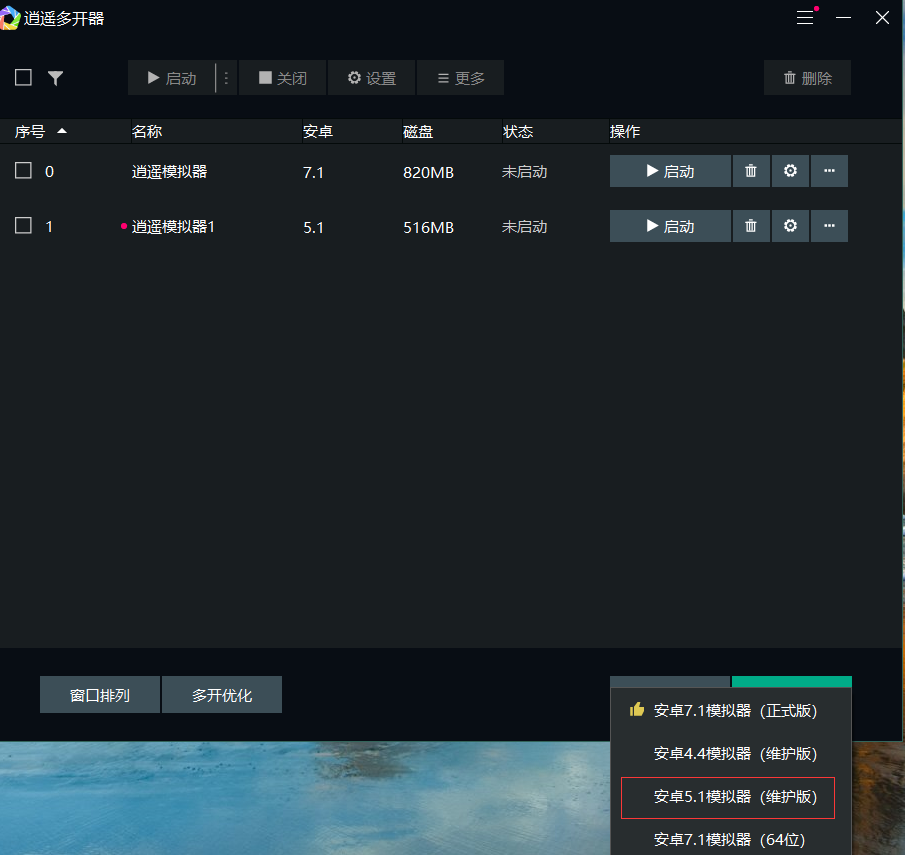 逍遥多开器
启动 关闭 设置 更多 删除
序号 名称 安卓 磁盘 状态 操作
0 逍遥模拟器 7.1 820MB 未启动 启动
1 逍遥模拟器1 5.1 516MB 未启动 启动
窗口排列 多开优化
安卓7.1模拟器（正式版）
安卓4.4模拟器（维护版）
安卓5.1模拟器（维护版）
安卓7.1模拟器（64位）